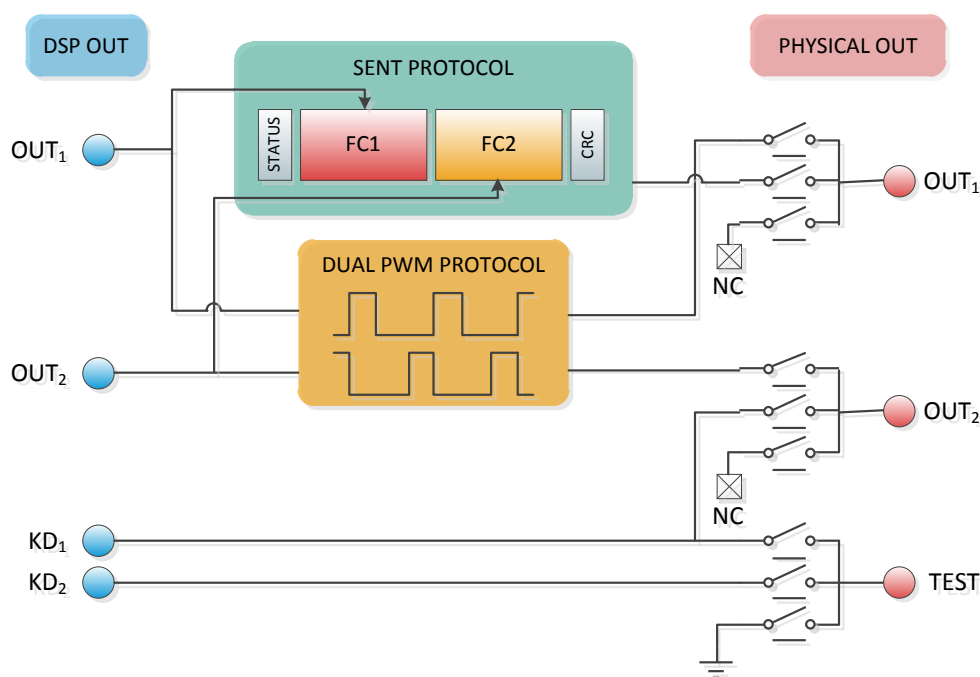 DSP OUT
SENT PROTOCOL
PHYSICAL OUT
STATUS
FC1
FC2
CRC
OUT₁
OUT₁
DUAL PWM PROTOCOL
NC
OUT₂
OUT₂
NC
KD₁
KD₂
TEST